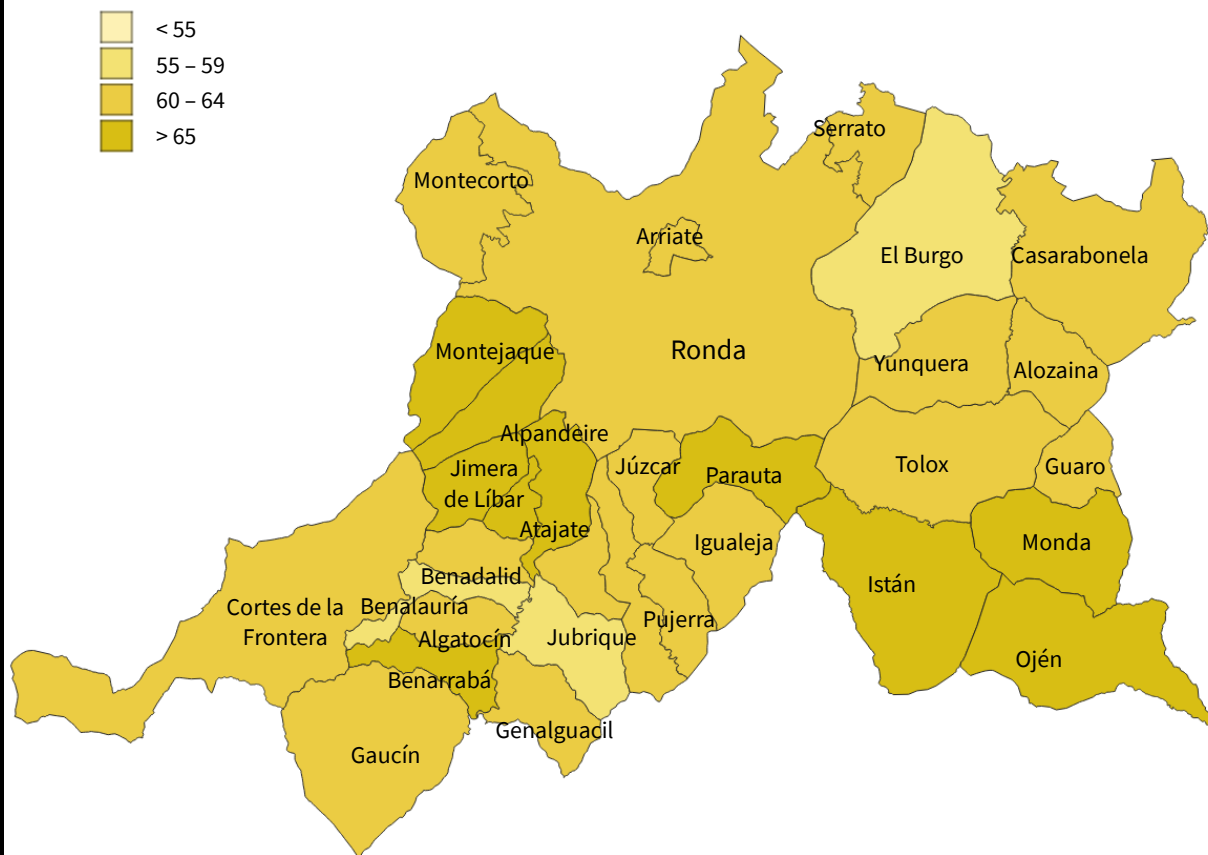 < 55
55 – 59
60 – 64
> 65
Serrato
Montecorto
Arriate
El Burgo
Casarabonela
Montejaque
Ronda
Yunquera
Alozaina
Alpandeire
Júzcar
Parauta
Tolox
Guaro
Jimera
de Líbar
Atajate
Igualeja
Monda
Benadalid
Istán
Cortes de la
Frontera
Benalauría
Pujerra
Algatocín
Jubrique
Ojén
Benarrabá
Genalguacil
Gaucín